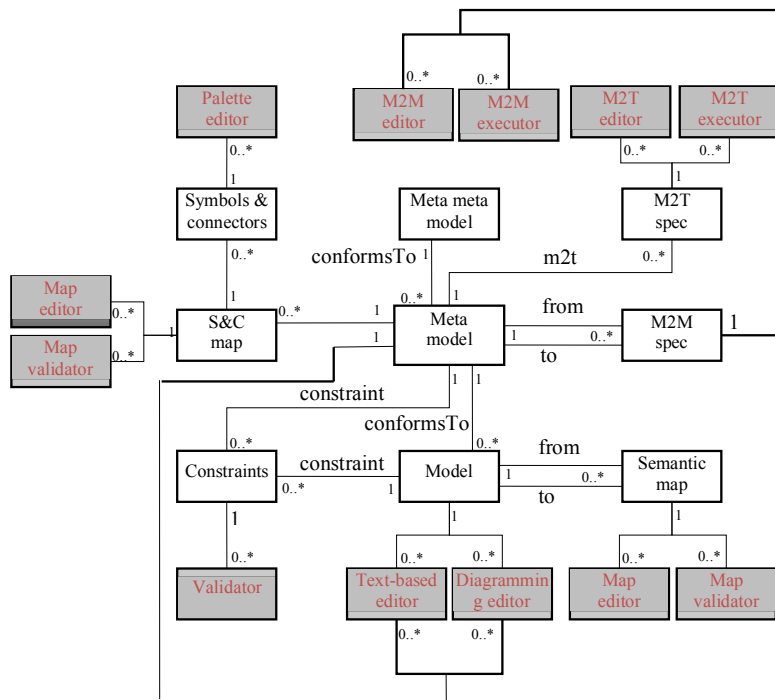 0..*
0..*
Palette
editor
M2M
editor
M2M
executor
M2T
editor
M2T
executor
0..*
0..*
0..*
1
1
Symbols &
connectors
Meta meta
model
M2T
spec
0..*
conformsTo
1
m2t
0..*
Map
editor
1
0..*
1
0..*
0..*
1
S&C
map
0..*
1
Meta
model
from
M2M
spec
1
1
1
0..*
to
Map
validator
constraint
1
1
conformsTo
0..*
0..*
from
Constraints
constraint
Model
Semantic
map
0..*
1
1
0..*
to
1
1
1
0..*
0..*
0..*
0..*
0..*
Validator
Text-based
editor
Diagrammin
g editor
Map
editor
Map
validator
0..*
0..*